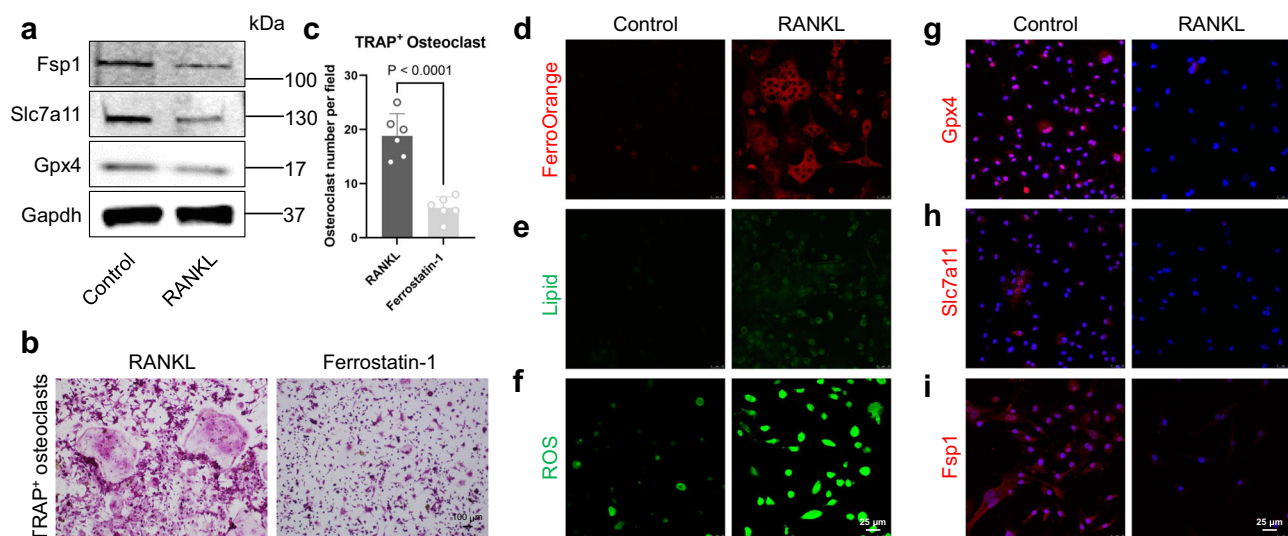 a
kDa
Fsp1
100
Slc7a11
130
Gpx4
17
Gapdh
37
Control
RANKL
c
TRAP+ Osteoclast
P < 0.0001
Osteroclast number per field
30
20
10
0
RANKL
Ferrostatin-1
b
RANKL
Ferrostatin-1
TRAP+ osteoclasts
100 μm
d
Control
RANKL
FerroOrange
e
Lipid
f
ROS
25 μm
g
Control
RANKL
Gpx4
h
Slc7a11
i
Fsp1
25 μm